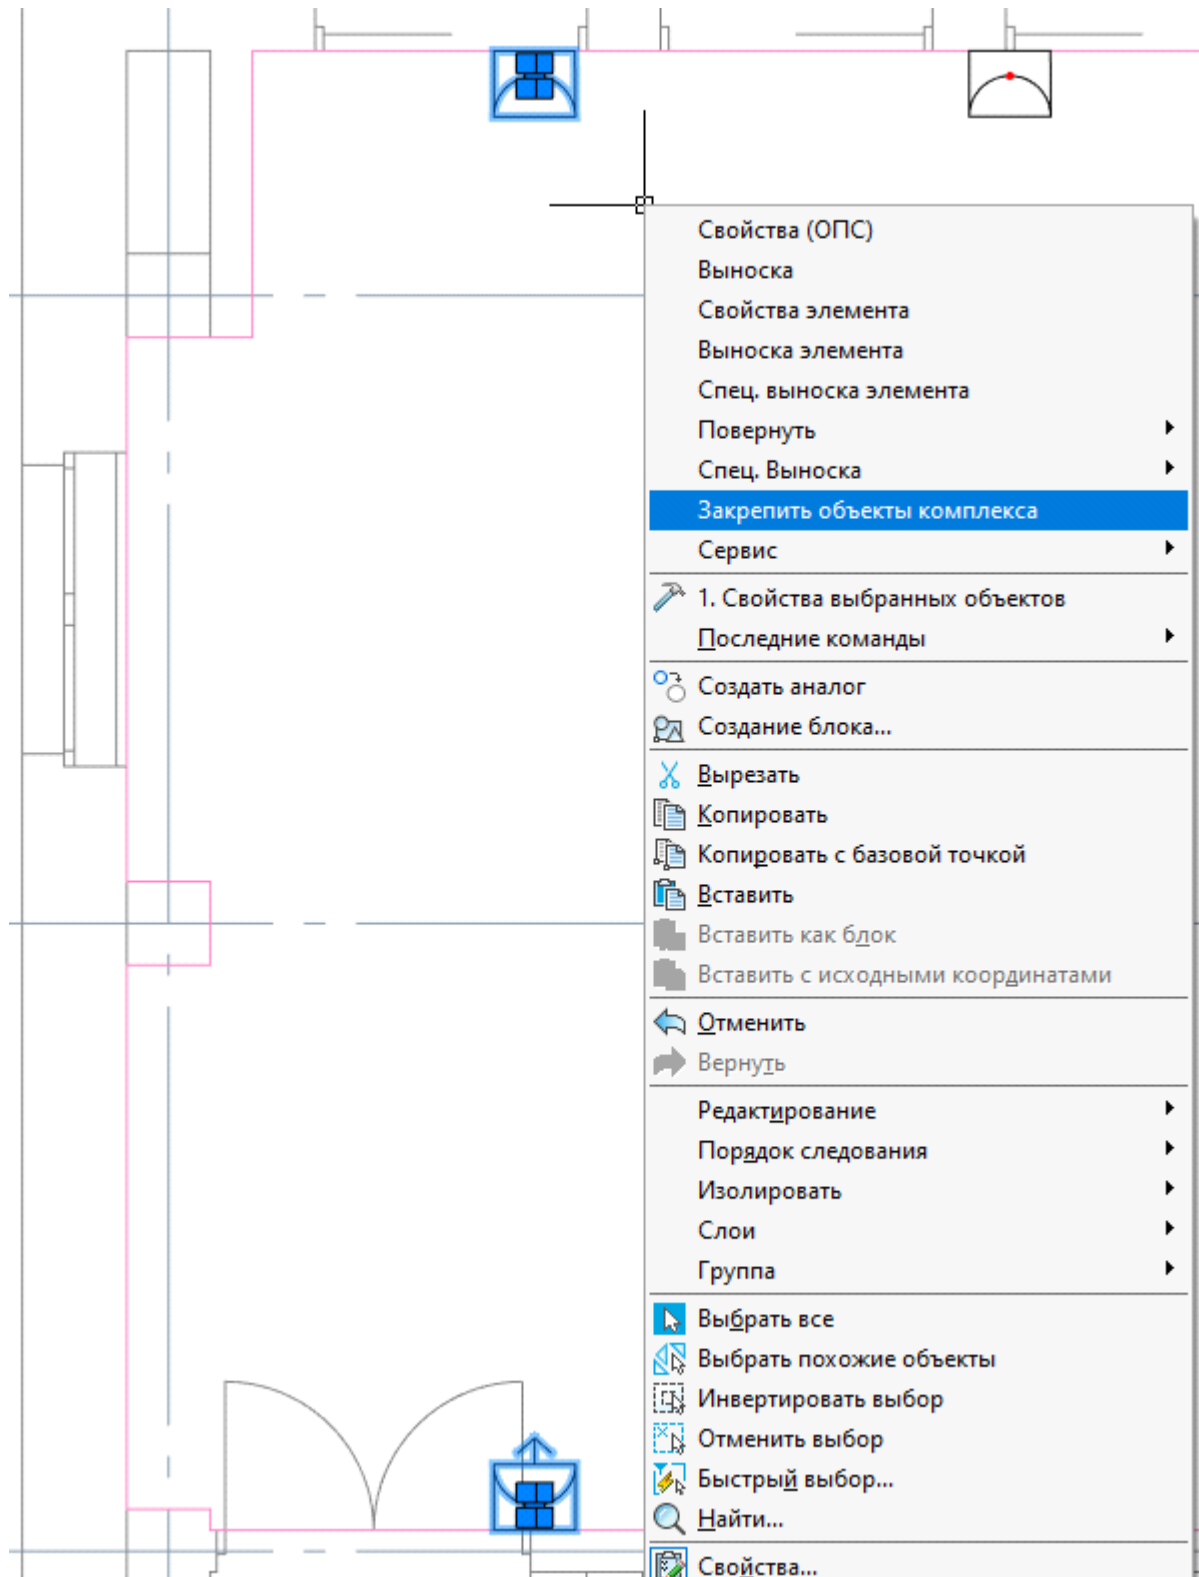 Свойства (ОПС)
Выноска
Свойства элемента
Выноска элемента
Спец. выноска элемента
Повернуть
Спец. Выноска
Закрепить объекты комплекса
Сервис
1. Свойства выбранных объектов
Последние команды
Создать аналог
Создание блока...
Вырезать
Копировать
Копировать с базовой точкой
Вставить
Вставить как блок
Вставить с исходными координатами
Отменить
Вернуть
Редактирование
Порядок следования
Изолировать
Слои
Группа
Выбрать все
Выбрать похожие объекты
Инвертировать выбор
Отменить выбор
Быстрый выбор...
Найти...
Свойства...